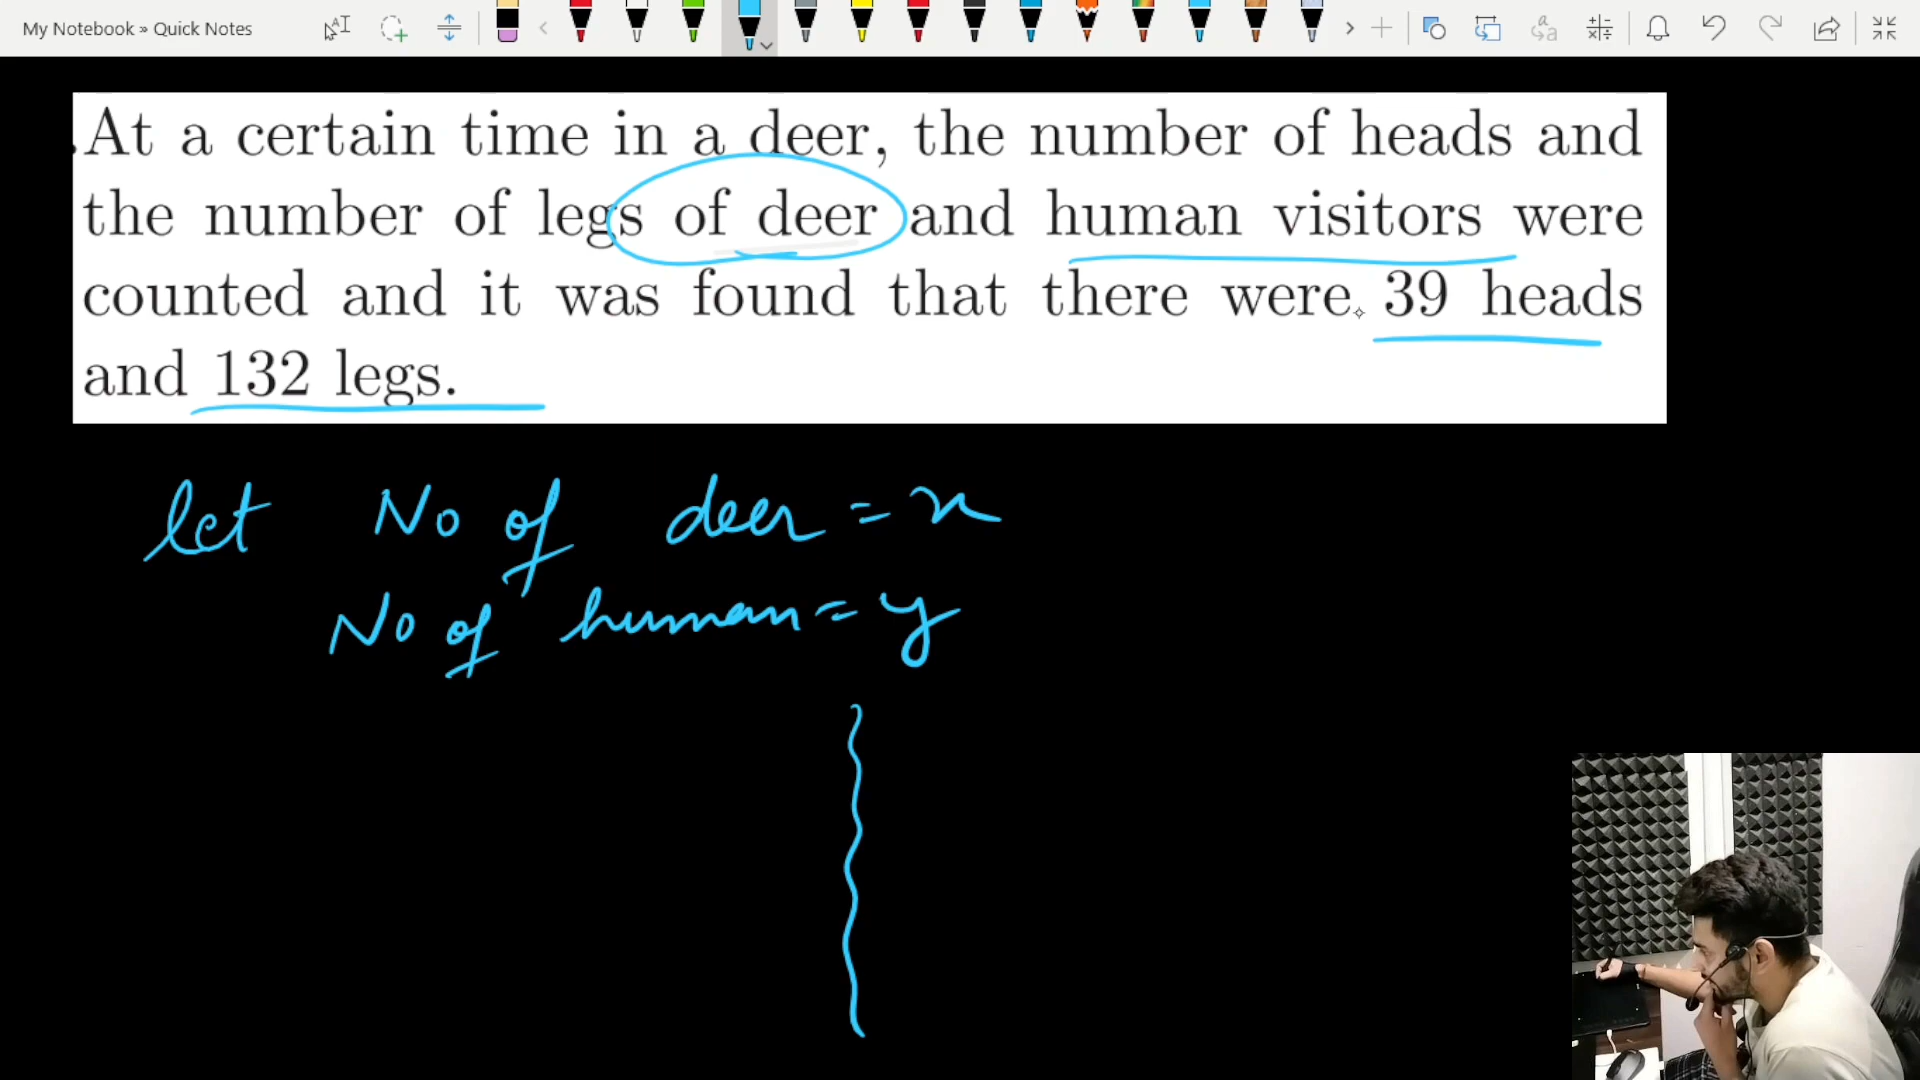 My Notebook » Quick Notes
.At a certain time in a deer, the number of heads and
the number of legs of deer and human visitors were
counted and it was found that there were. 39 heads
and 132 legs.
let No of deer = x
No of human = y